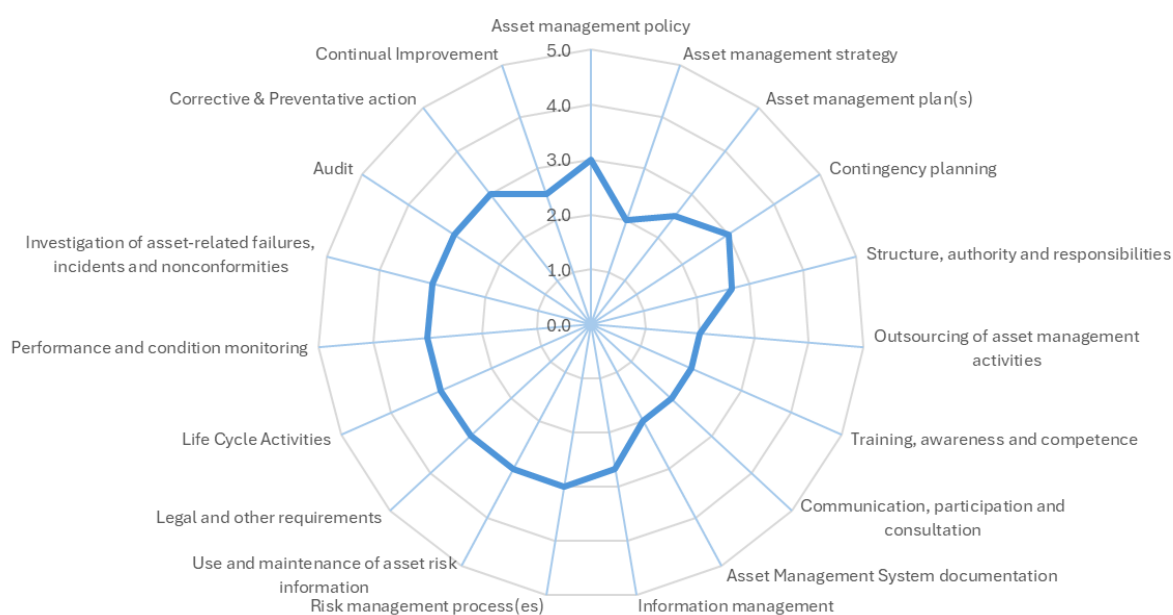 Asset management policy
Asset management strategy
Asset management plan(s)
Contingency planning
Structure, authority and responsibilities
Outsourcing of asset management
activities
Training, awareness and competence
Communication, participation and
consultation
Asset Management System documentation
Information management
Risk management process(es)
Use and maintenance of asset risk
information
Legal and other requirements
Life Cycle Activities
Performance and condition monitoring
Investigation of asset-related failures,
incidents and nonconformities
Audit
Corrective & Preventative action
Continual Improvement
5.0
4.0
3.0
2.0
1.0
0.0